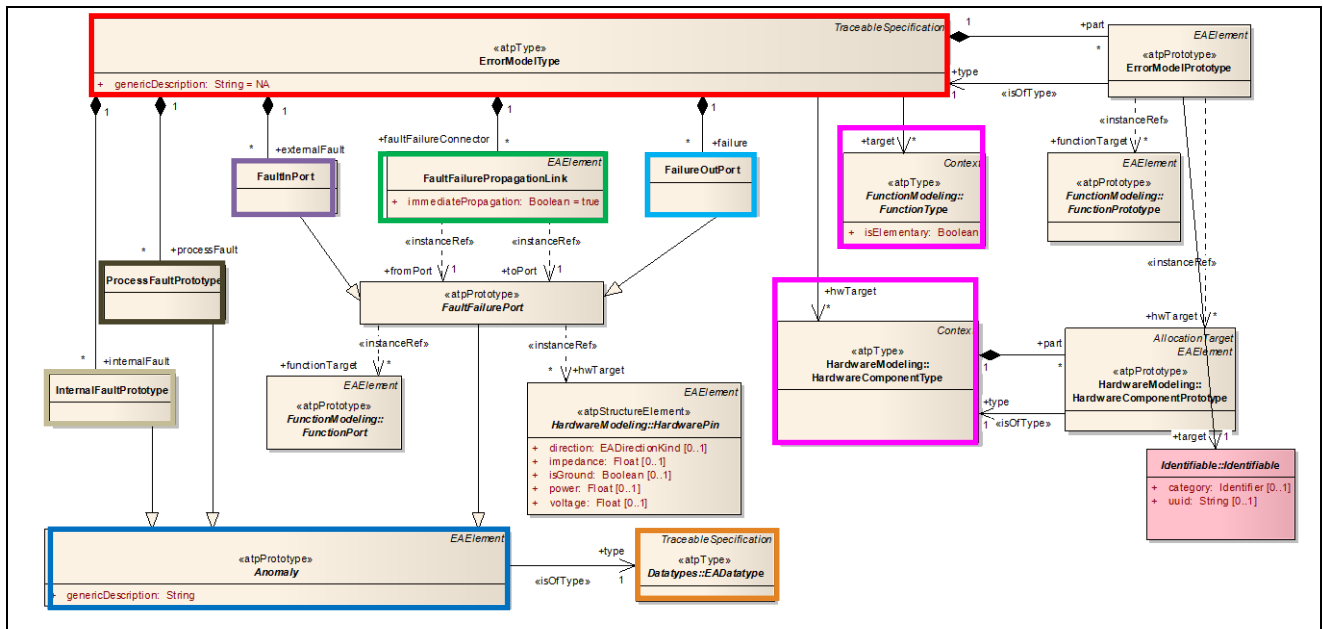 TraceableSpecification
«atpType»
ErrorModelType
+ genericDescription: String = NA
1
+part
*
+type
1
«isOfType»
EAElement
«atpPrototype»
ErrorModelPrototype
1
1
1
1
1
*
+externalFault
FaultInPort
+faultFailureConnector
*
EAElement
FaultFailurePropagationLink
+ immediatePropagation: Boolean = true
*
+failure
FailureOutPort
+target
*
Context
«atpType»
FunctionModeling::
FunctionType
+ isElementary: Boolean
«instanceRef»
+functionTarget
*
EAElement
«atpPrototype»
FunctionModeling::
FunctionPrototype
*
+processFault
ProcessFaultPrototype
«instanceRef»
«instanceRef»
+fromPort
1
+toPort
1
«atpPrototype»
FaultFailurePort
«instanceRef»
+hwTarget
*
+hwTarget
*
*
+internalFault
InternalFaultPrototype
«instanceRef»
+functionTarget
*
EAElement
«atpPrototype»
FunctionModeling::
FunctionPort
«instanceRef»
*
+hwTarget
EAElement
«atpStructureElement»
HardwareModeling::HardwarePin
+ direction: EADirectionKind [0..1]
+ impedance: Float [0..1]
+ isGround: Boolean [0..1]
+ power: Float [0..1]
+ voltage: Float [0..1]
Context
«atpType»
HardwareModeling::
HardwareComponentType
+part
1
*
+type
1
«isOfType»
AllocationTarget
EAElement
«atpPrototype»
HardwareModeling::
HardwareComponentPrototype
+target
1
Identifiable::Identifiable
+ category: Identifier [0..1]
+ uuid: String [0..1]
EAElement
«atpPrototype»
Anomaly
+ genericDescription: String
+type
«isOfType»
1
TraceableSpecification
«atpType»
Datatypes::EADatatype